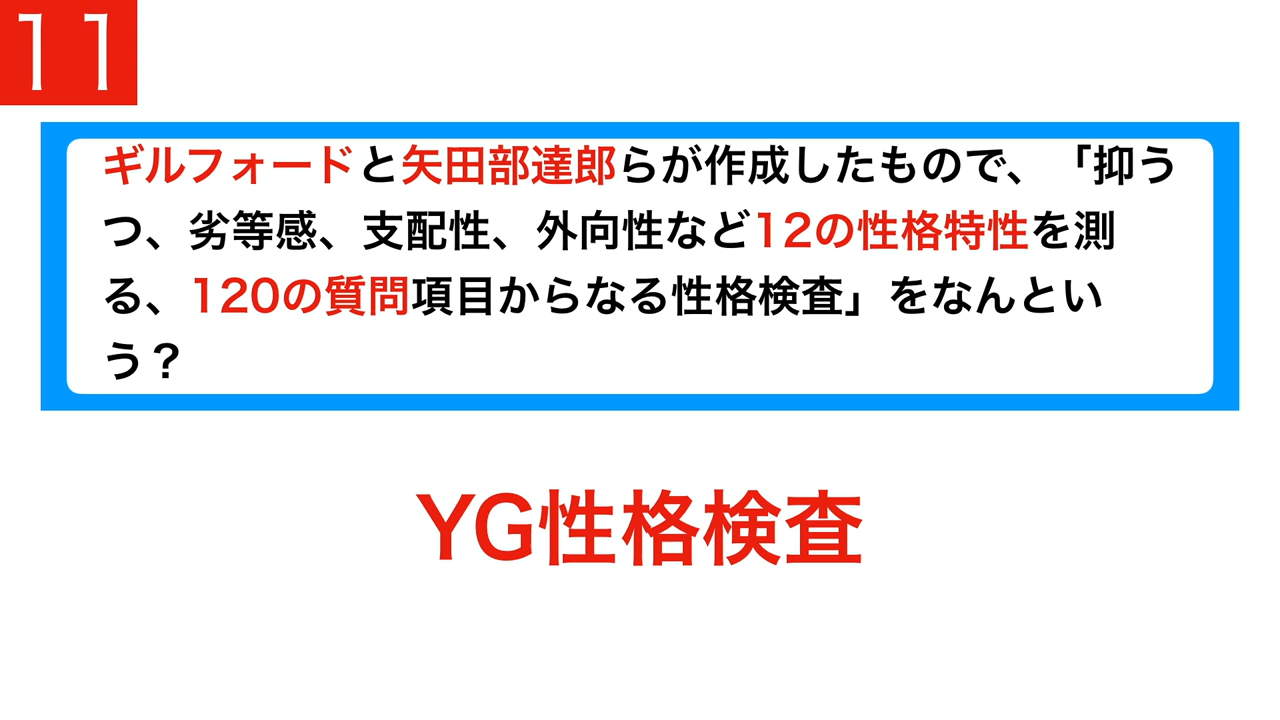 11
ギルフォードと矢田部達郎らが作成したもので、「抑う
つ、劣等感、支配性、外向性など12の性格特性を測
る、120の質問項目からなる性格検査」をなんとい
う？
YG性格検査